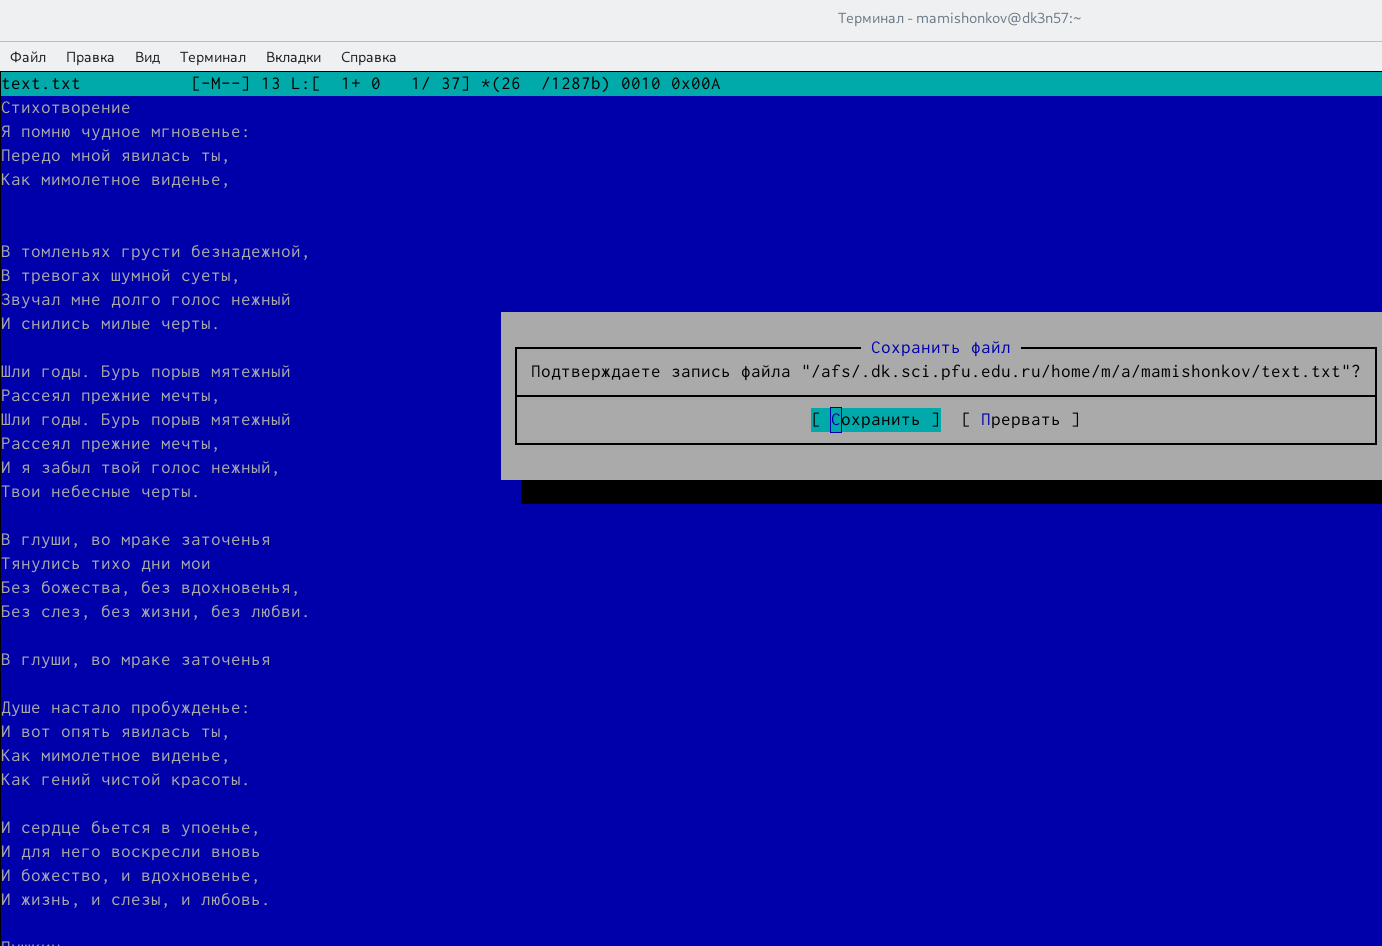 Терминал - mamishonkov@dk3n57:~
Файл Правка Вид Терминал Вкладки Справка
text.txt [-M--] 13 L:[ 1+ 0 1/ 37] *(26 /1287b) 0010 0x00A
Стихотворение
Я помню чудное мгновенье:
Передо мной явилась ты,
Как мимолетное виденье,
В томленьях грусти безнадежной,
В тревогах шумной суеты,
Звучал мне долго голос нежный
И снились милые черты.
Сохранить файл
Подтверждаете запись файла "/afs/.dk.sci.pfu.edu.ru/home/m/a/mamishonkov/text.txt"?
[ Сохранить ] [ Прервать ]
Шли годы. Бурь порыв мятежный
Рассеял прежние мечты,
Шли годы. Бурь порыв мятежный
Рассеял прежние мечты,
И я забыл твой голос нежный,
Твои небесные черты.
В глуши, во мраке заточенья
Тянулись тихо дни мои
Без божества, без вдохновенья,
Без слез, без жизни, без любви.
В глуши, во мраке заточенья
Душе настало пробужденье:
И вот опять явилась ты,
Как мимолетное виденье,
Как гений чистой красоты.
И сердце бьется в упоенье,
И для него воскресли вновь
И божество, и вдохновенье,
И жизнь, и слезы, и любовь.